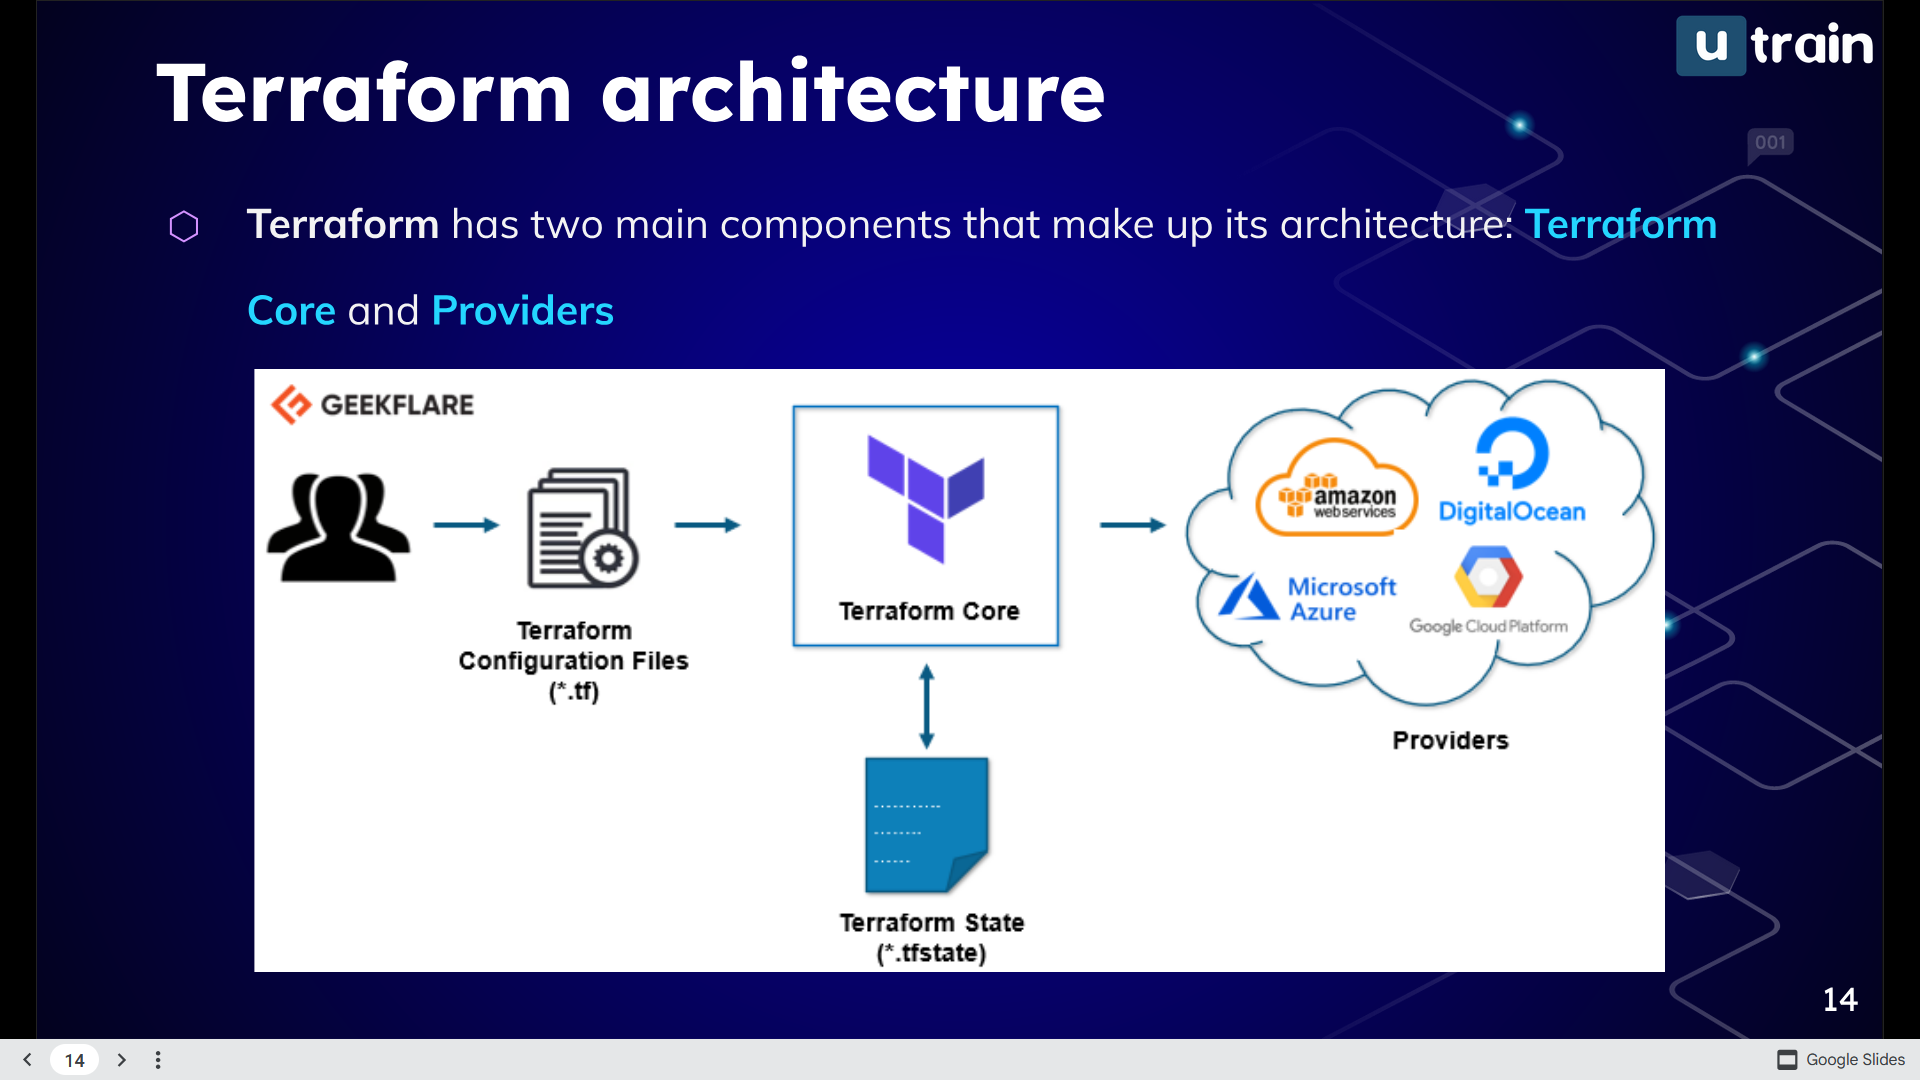 u train
Terraform architecture
001
Terraform has two main components that make up its architecture: Terraform
Core and Providers
GEEKFLARE
amazon
webservices
DigitalOcean
Microsoft
Azure
Google Cloud Platform
Terraform Core
Terraform
Configuration Files
(*.tf)
Providers
Terraform State
(*.tfstate)
14
14
Google Slides